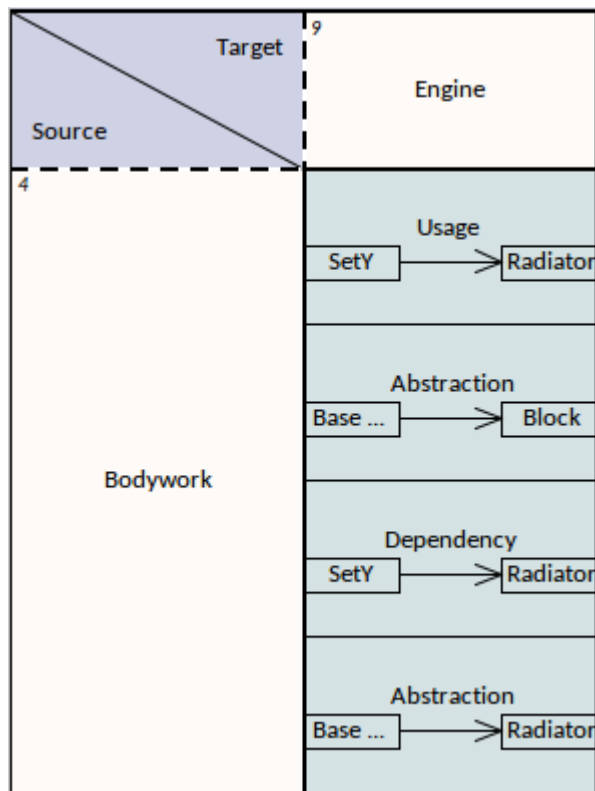 Target
Source
9
Engine
4
Bodywork
Usage
SetY Radiator
Abstraction
Base ... Block
Dependency
SetY Radiator
Abstraction
Base ... Radiator